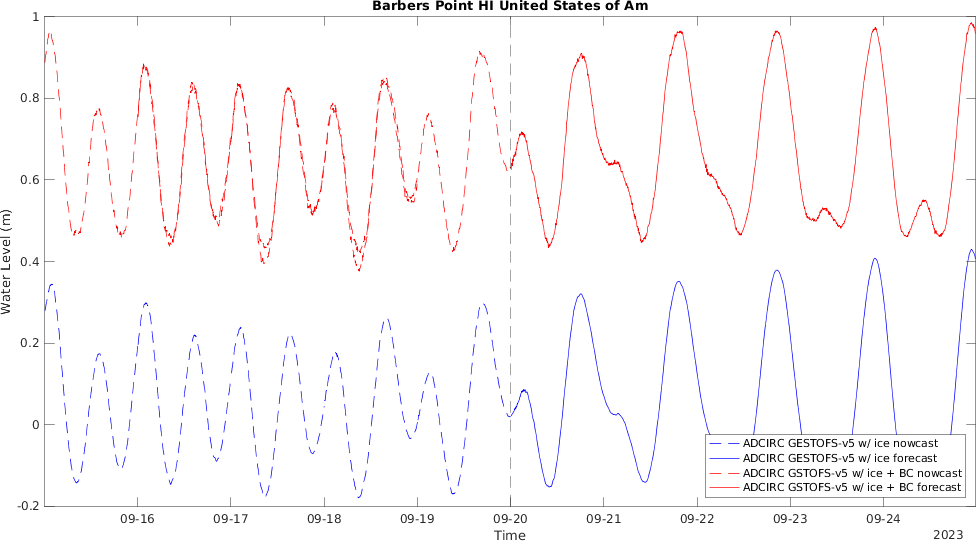 Barbers Point HI United States of Am
1
0.8
0.6
0.4
0.2
0
-0.2
Water Level (m)
09-16
09-17
09-18
09-19
09-20
09-21
09-22
09-23
09-24
Time
2023
ADCIRC GESTOFS-v5 w/ ice nowcast
ADCIRC GESTOFS-v5 w/ ice forecast
ADCIRC GSTOFS-v5 w/ ice + BC nowcast
ADCIRC GSTOFS-v5 w/ ice + BC forecast